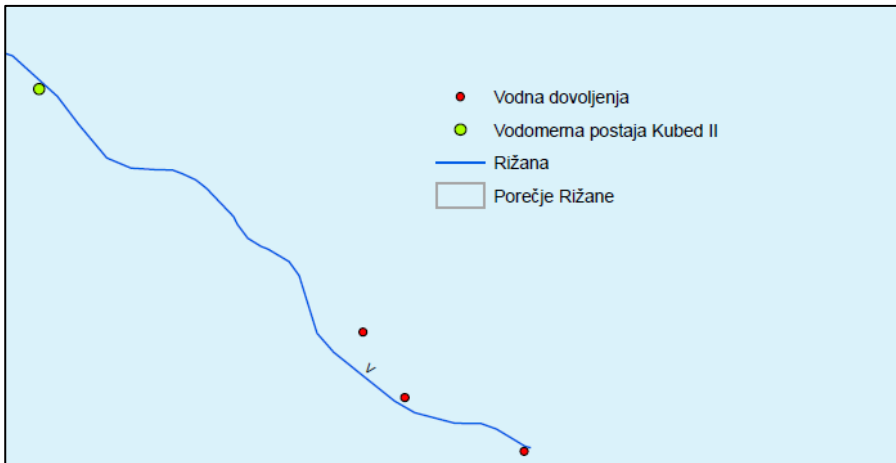 Vodna dovoljenja
Vodomerna postaja Kubed II
Rižana
Porečje Rižane